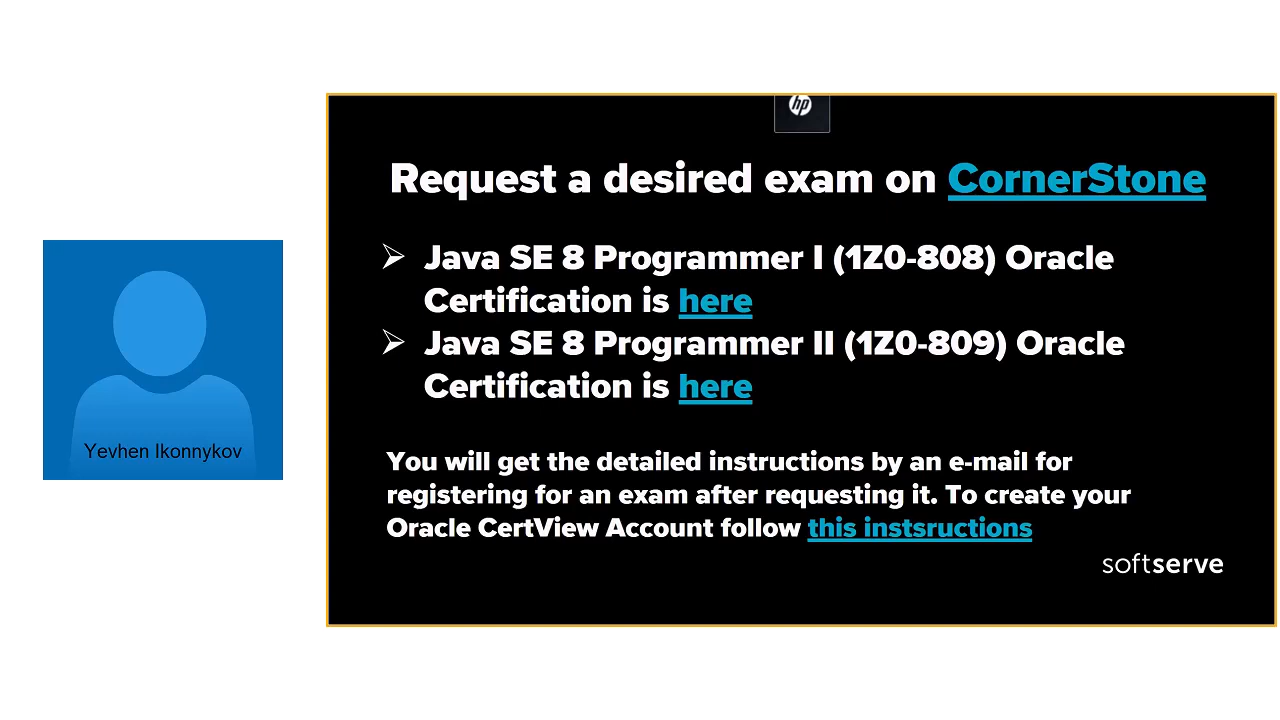 hp
Request a desired exam on CornerStone
➢ Java SE 8 Programmer I (1Z0-808) Oracle
Certification is here
➢ Java SE 8 Programmer II (1Z0-809) Oracle
Certification is here
Yevhen Ikonnykov
You will get the detailed instructions by an e-mail for
registering for an exam after requesting it. To create your
Oracle CertView Account follow this instsructions
softserve